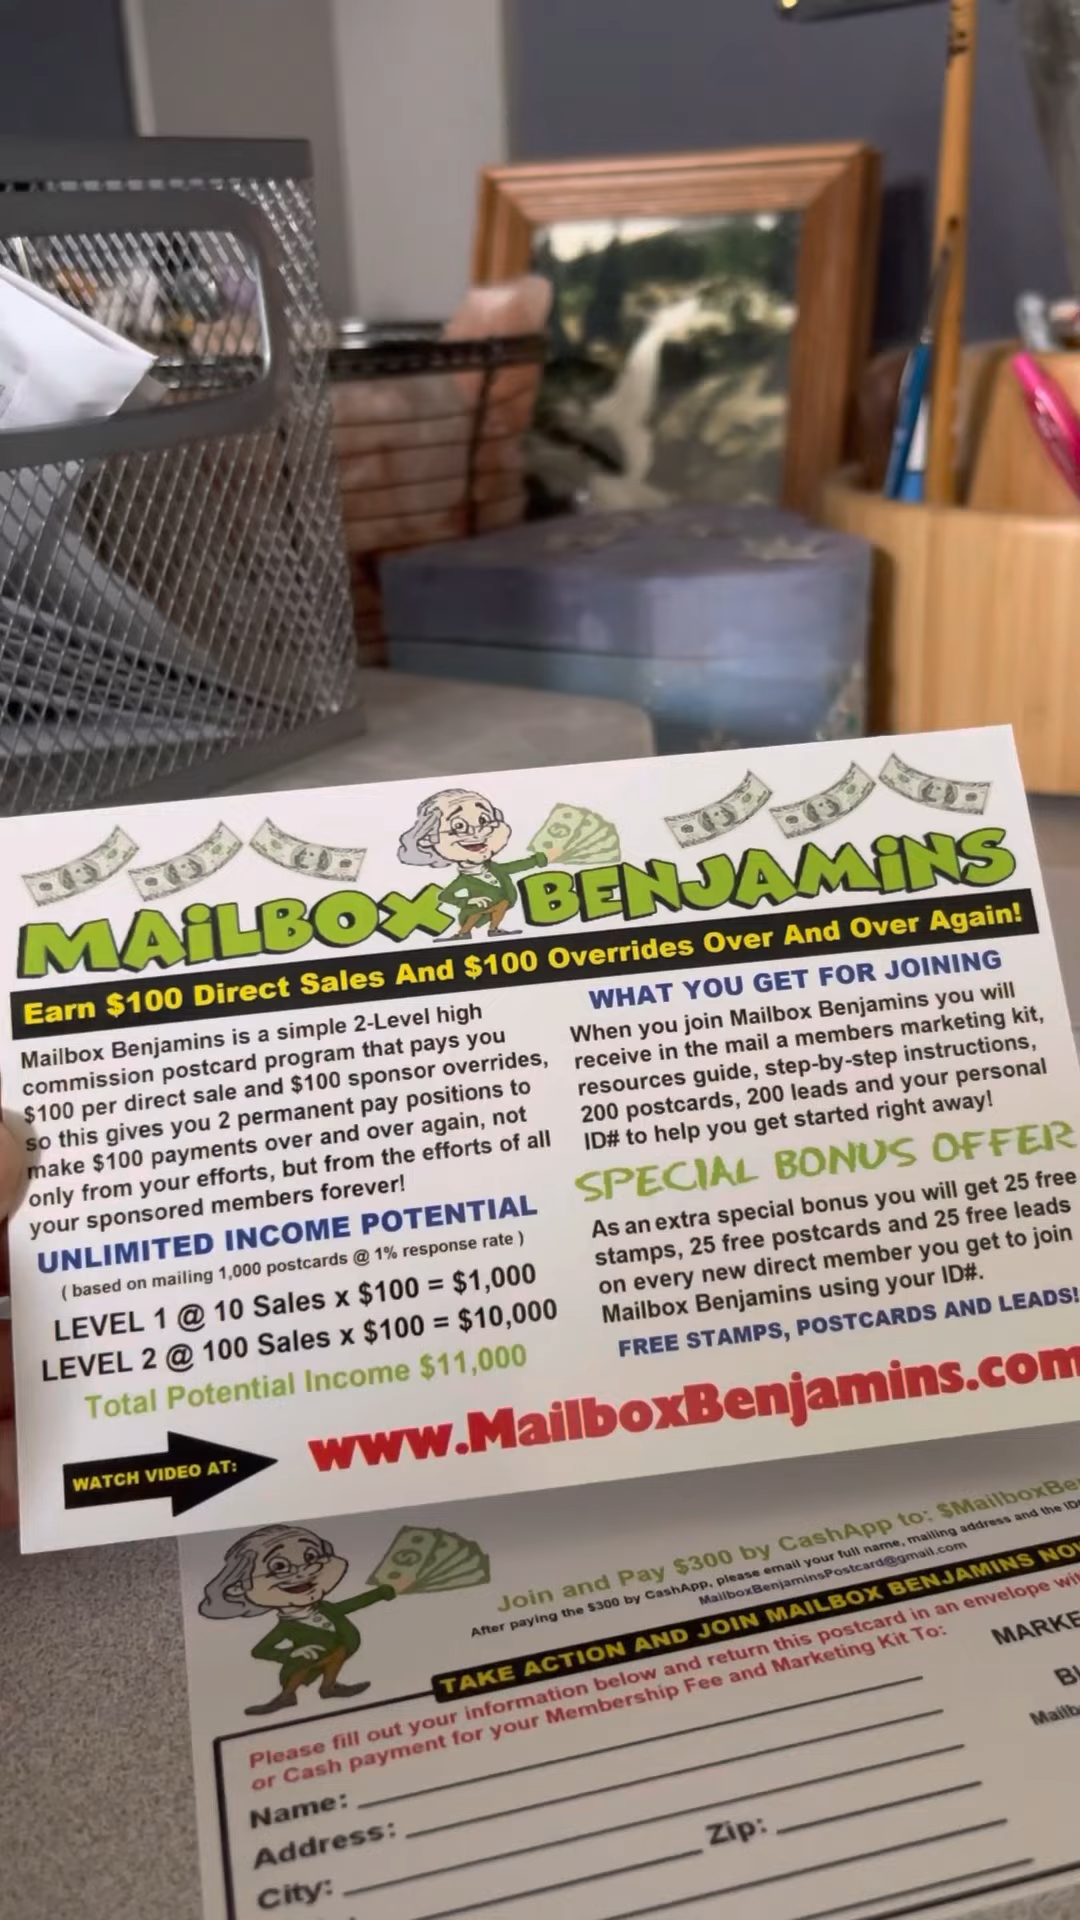 MAiLBOX BENJAMiNS
Earn $100 Direct Sales And $100 Overrides Over And Over Again!
Mailbox Benjamins is a simple 2-Level high
commission postcard program that pays you
$100 per direct sale and $100 sponsor overrides,
so this gives you 2 permanent pay positions to
make $100 payments over and over again, not
only from your efforts, but from the efforts of all
your sponsored members forever!
UNLIMITED INCOME POTENTIAL
( based on mailing 1,000 postcards @ 1% response rate )
LEVEL 1 @ 10 Sales x $100 = $1,000
LEVEL 2 @ 100 Sales x $100 = $10,000
Total Potential Income $11,000
WHAT YOU GET FOR JOINING
When you join Mailbox Benjamins you will
receive in the mail a members marketing kit,
resources guide, step-by-step instructions,
200 postcards, 200 leads and your personal
ID# to help you get started right away!
SPECIAL BONUS OFFER
As an extra special bonus you will get 25 free
stamps, 25 free postcards and 25 free leads
on every new direct member you get to join
Mailbox Benjamins using your ID#.
FREE STAMPS, POSTCARDS AND LEADS!
WATCH VIDEO AT:
www.MailboxBenjamins.com
Join and Pay $300 by CashApp to: $MailboxBe
After paying the $300 by CashApp, please email your full name, mailing address and the ID
MailboxBenjaminsPostcard@gmail.com
TAKE ACTION AND JOIN MAILBOX BENJAMINS NO
Please fill out your information below and return this postcard in an envelope wit
or Cash payment for your Membership Fee and Marketing Kit To:
MARKE
Mailb
Name:
Address:
City:
Zip: